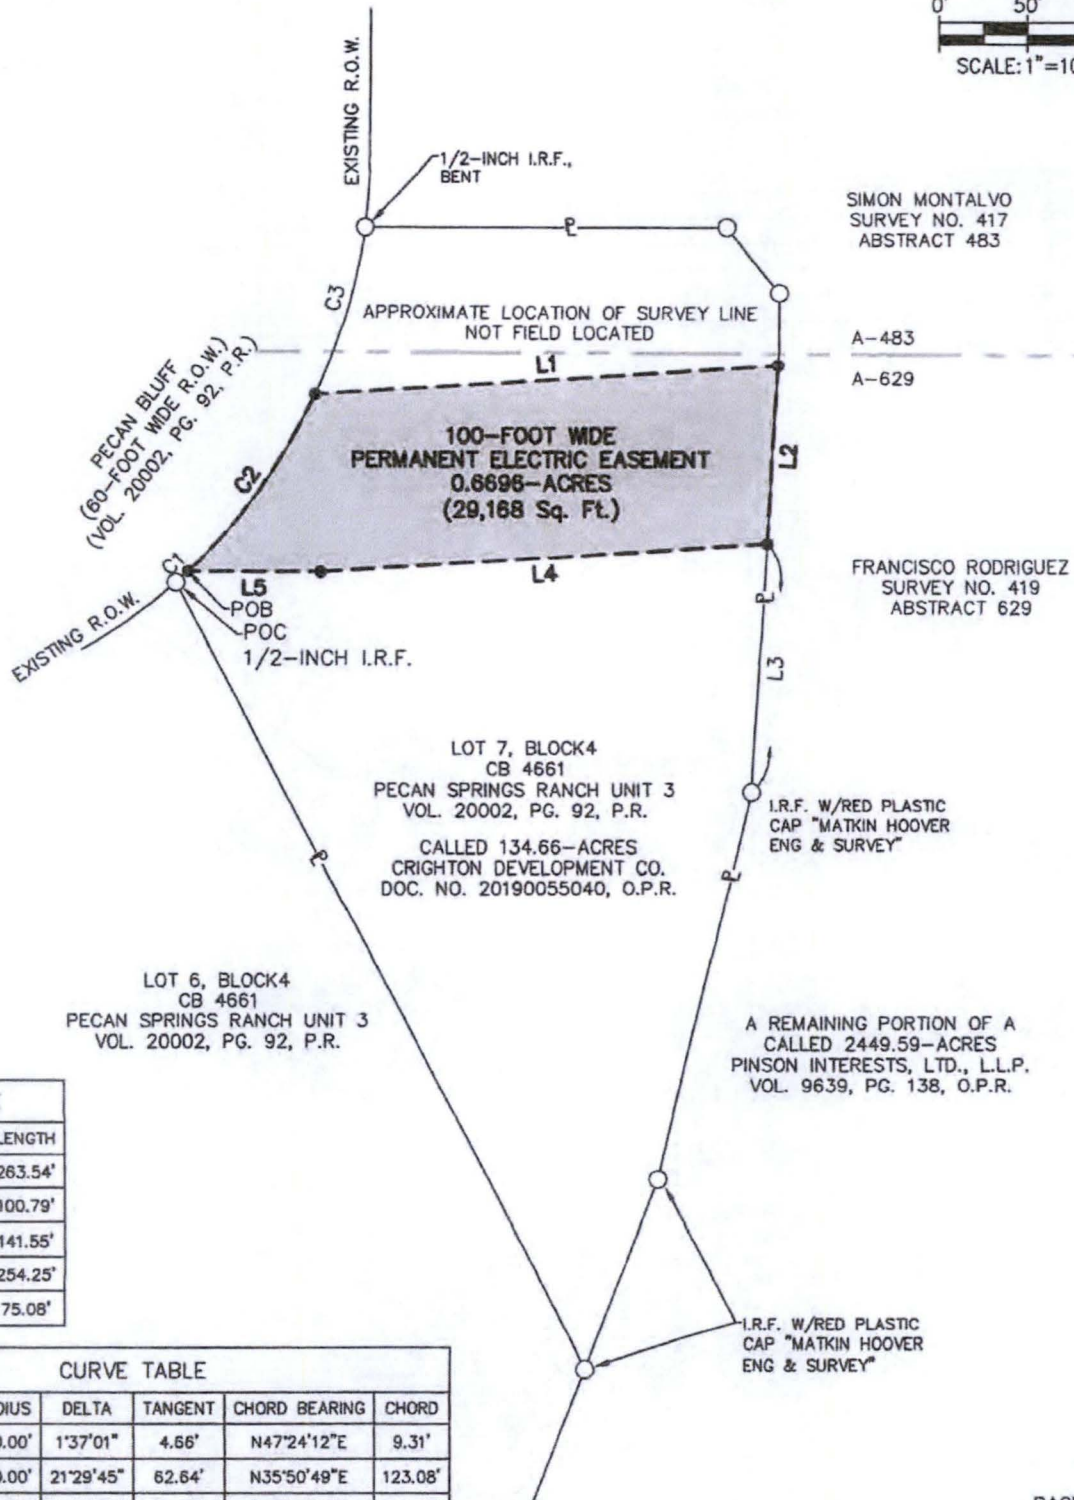 0' 50'
SCALE: 1"=10
EXISTING R.O.W.
1/2-INCH I.R.F.,
BENT
P
SIMON MONTALVO
SURVEY NO. 417
ABSTRACT 483
C3
APPROXIMATE LOCATION OF SURVEY LINE
NOT FIELD LOCATED
A-483
A-629
L1
PECAN BLUFF
(60-FOOT WIDE R.O.W.)
(VOL. 20002, PG. 92, P.R.)
100-FOOT WIDE
PERMANENT ELECTRIC EASEMENT
0.6696-ACRES
(29,168 Sq. Ft.)
L2
C2
C1
L5
L4
POB
POC
1/2-INCH I.R.F.
EXISTING R.O.W.
FRANCISCO RODRIGUEZ
SURVEY NO. 419
ABSTRACT 629
P
L3
LOT 7, BLOCK4
CB 4661
PECAN SPRINGS RANCH UNIT 3
VOL. 20002, PG. 92, P.R.
CALLED 134.66-ACRES
CRIGHTON DEVELOPMENT CO.
DOC. NO. 20190055040, O.P.R.
I.R.F. W/RED PLASTIC
CAP "MATKIN HOOVER
ENG & SURVEY"
P
P
LOT 6, BLOCK4
CB 4661
PECAN SPRINGS RANCH UNIT 3
VOL. 20002, PG. 92, P.R.
A REMAINING PORTION OF A
CALLED 2449.59-ACRES
PINSON INTERESTS, LTD., L.L.P.
VOL. 9639, PG. 138, O.P.R.
LENGTH
263.54'
100.79'
141.55'
254.25'
75.08'
I.R.F. W/RED PLASTIC
CAP "MATKIN HOOVER
ENG & SURVEY"
CURVE TABLE
DIUS DELTA TANGENT CHORD BEARING CHORD
0.00' 1°37'01" 4.66' N47°24'12"E 9.31'
0.00' 21°29'45" 62.64' N35°50'49"E 123.08'